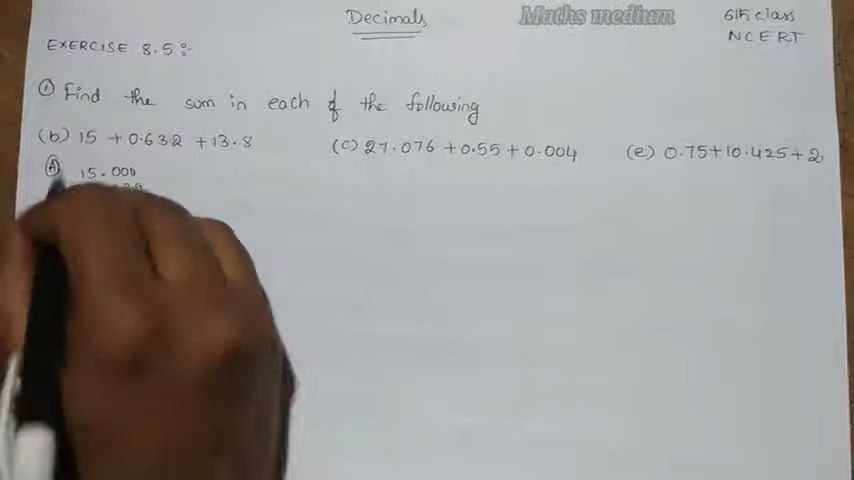 Decimals
Maths medium
6th class
NCERT
EXERCISE 8.5 :-
① Find the sum in each of the following
(b) 15 + 0.632 + 13.8
(c) 27.076 + 0.55 + 0.004
(e) 0.75+10.425+2
Ⓐ 15.000